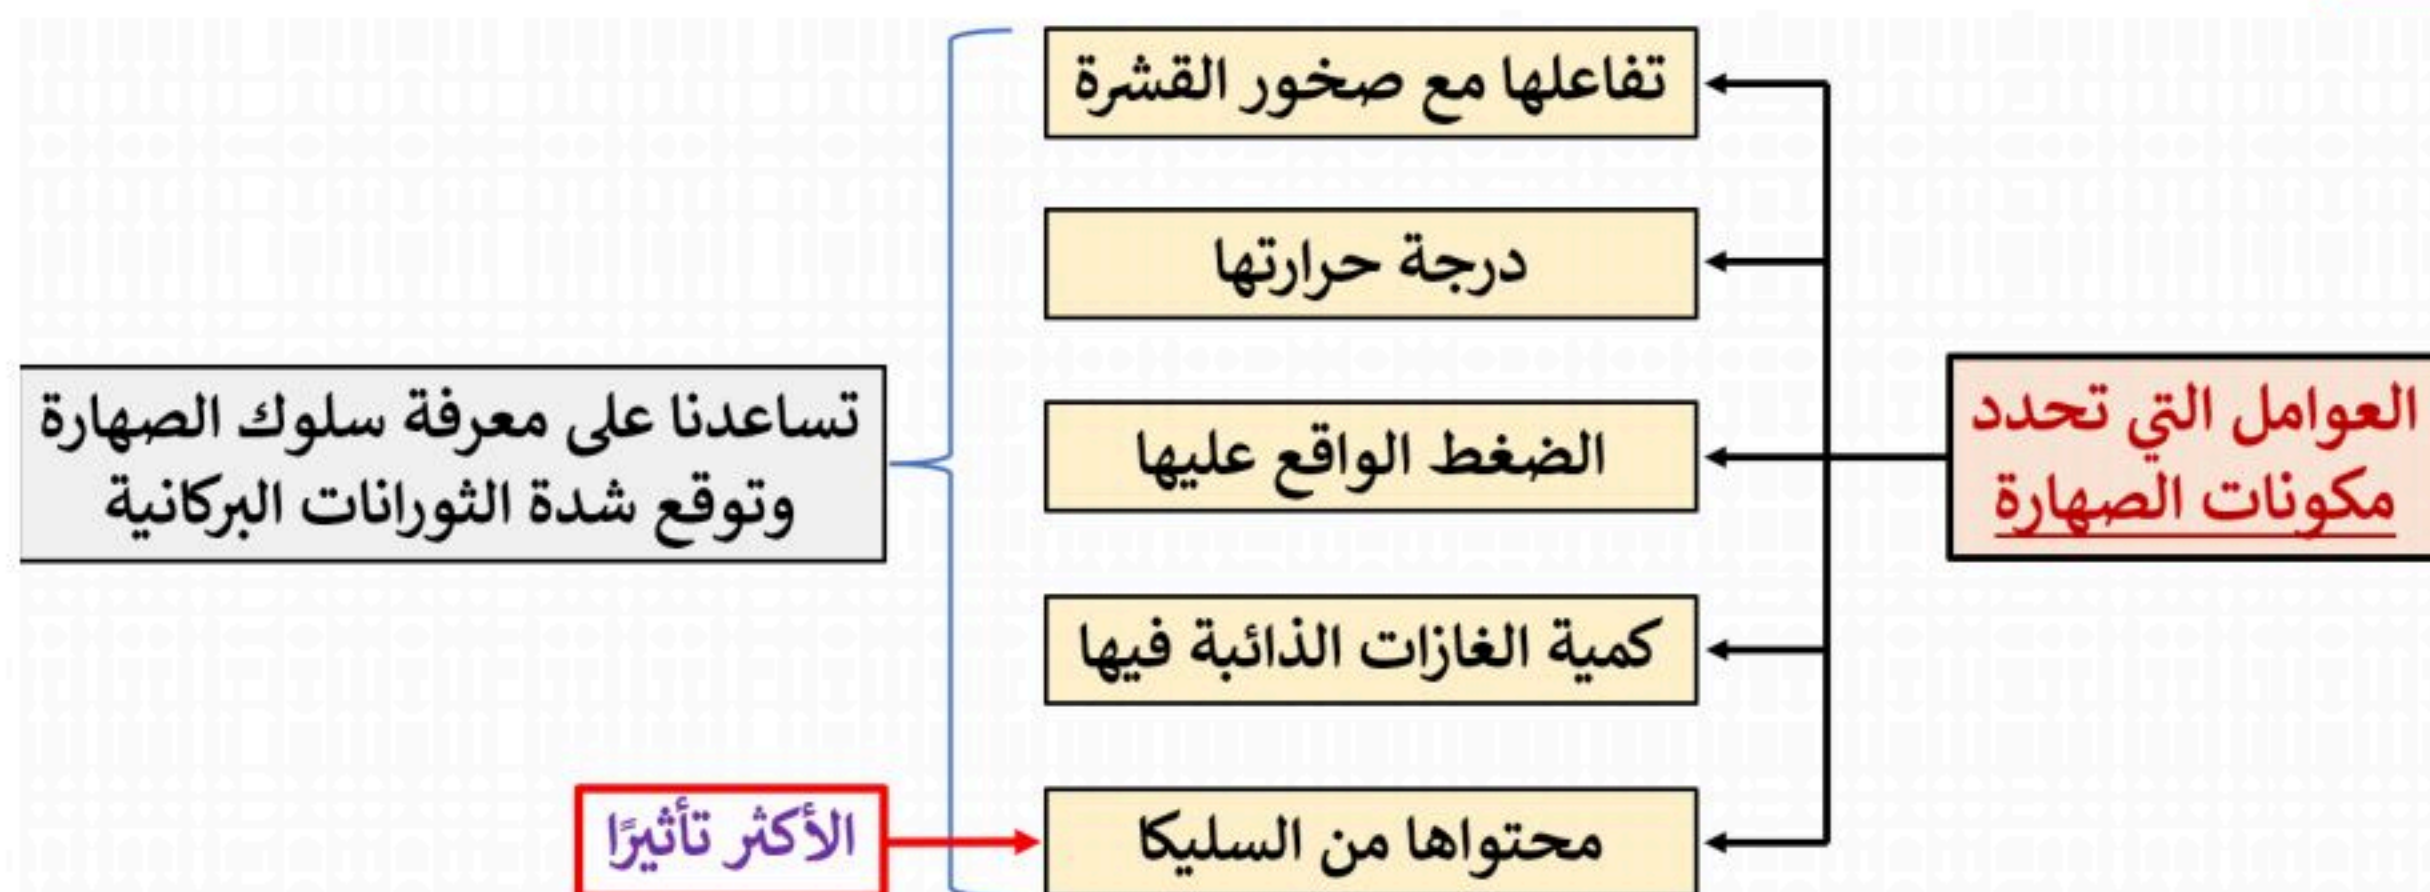 العوامل التي تحدد
مكونات الصهارة
تفاعلها مع صخور القشرة
درجة حرارتها
الضغط الواقع عليها
كمية الغازات الذائبة فيها
محتواها من السليكا
الأكثر تأثيرًا
تساعدنا على معرفة سلوك الصهارة
وتوقع شدة الثورانات البركانية